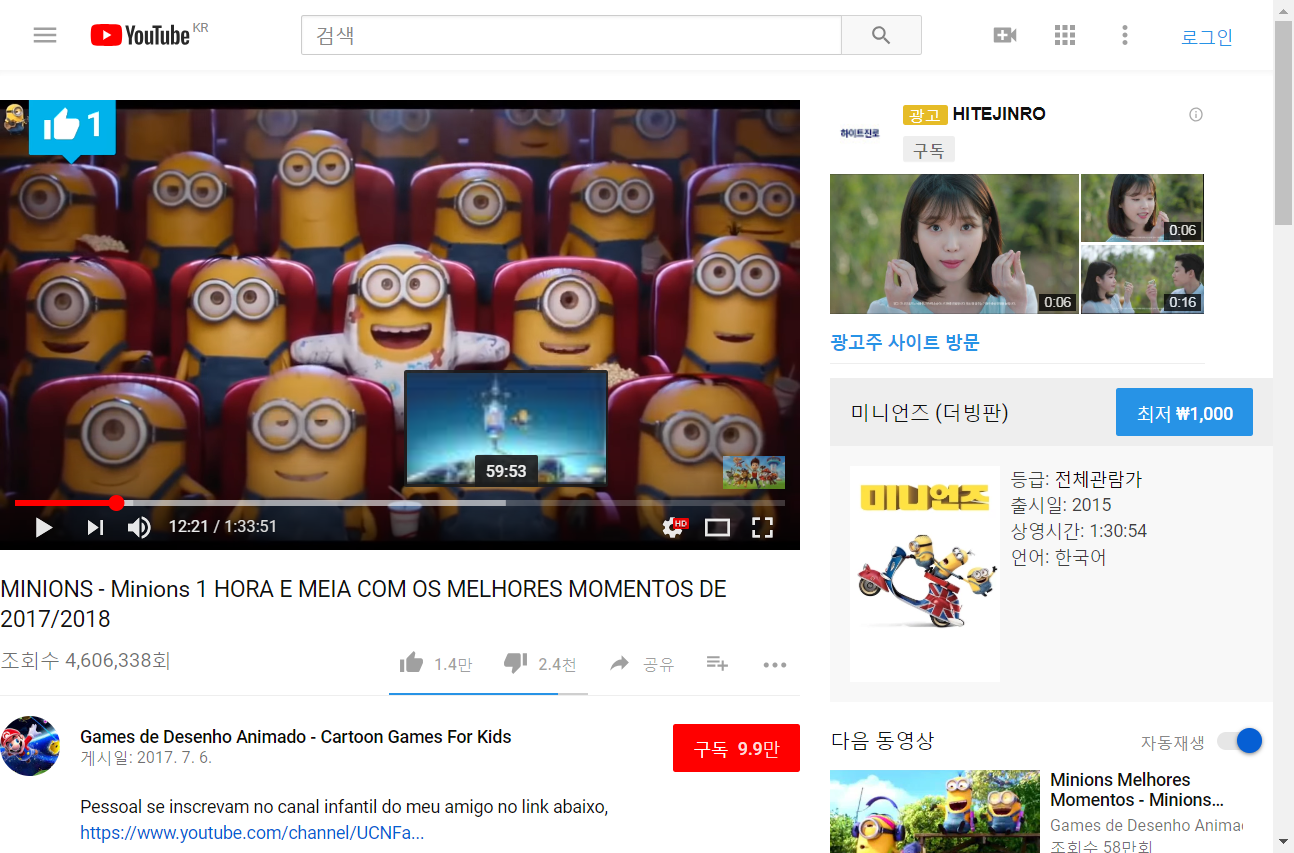 YouTube KR
검색
로그인
1
59:53
12:21 / 1:33:51
HD
MINIONS - Minions 1 HORA E MEIA COM OS MELHORES MOMENTOS DE
2017/2018
조회수 4,606,338회
1.4만
2.4천
공유
Games de Desenho Animado - Cartoon Games For Kids
게시일: 2017. 7. 6.
구독 9.9만
Pessoal se inscrevam no canal infantil do meu amigo no link abaixo,
https://www.youtube.com/channel/UCNFa...
하이트진로
광고 HITEJINRO
구독
0:06
0:06
0:16
광고주 사이트 방문
미니언즈 (더빙판)
최저 ₩1,000
미니언즈
등급: 전체관람가
출시일: 2015
상영시간: 1:30:54
언어: 한국어
다음 동영상
자동재생
Minions Melhores
Momentos - Minions...
Games de Desenho
조회수 58만회